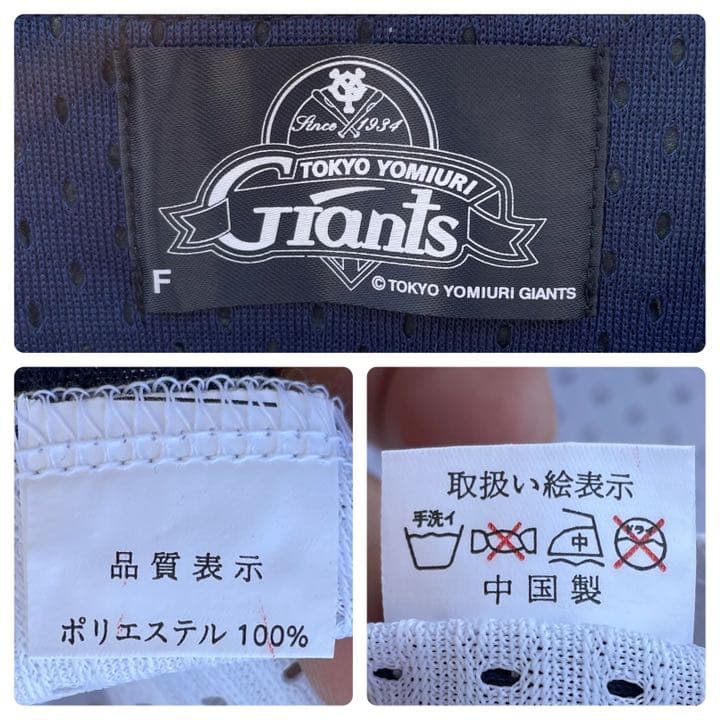 Since 1934
TOKYO YOMIURI
Giants
F
© TOKYO YOMIURI GIANTS
品質表示
ポリエステル 100%
取扱い絵表示
手洗イ
中
ドライ
中国製